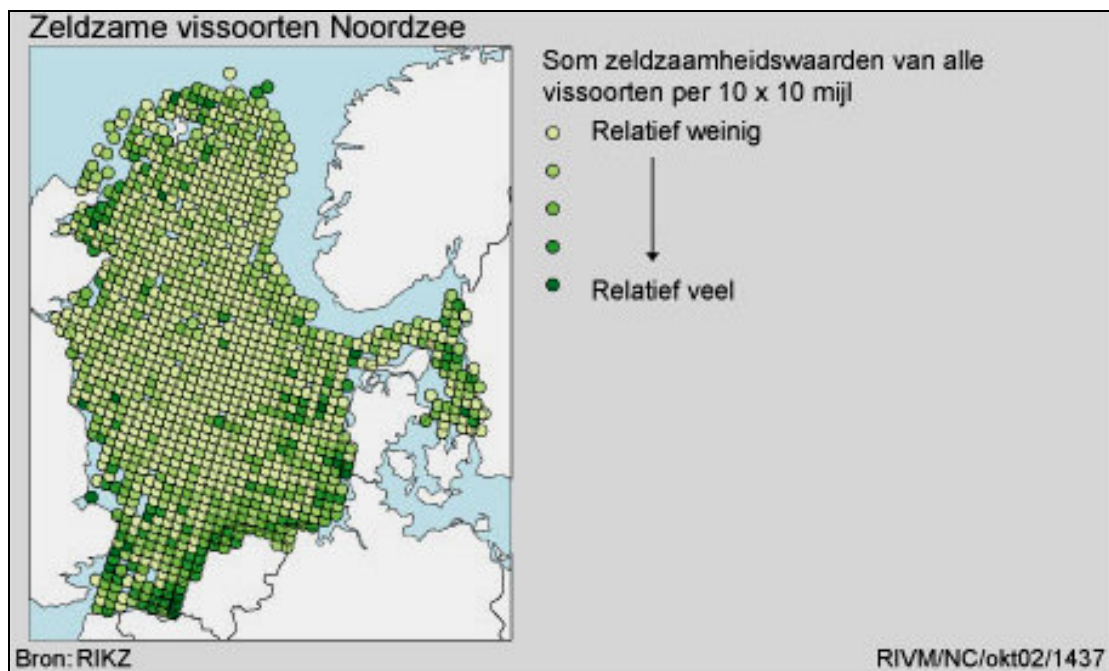 Zeldzame vissoorten Noordzee
Som zeldzaamheidswaarden van alle
vissoorten per 10 x 10 mijl
Relatief weinig
Relatief veel
Bron: RIKZ
RIVM/NC/okt02/1437